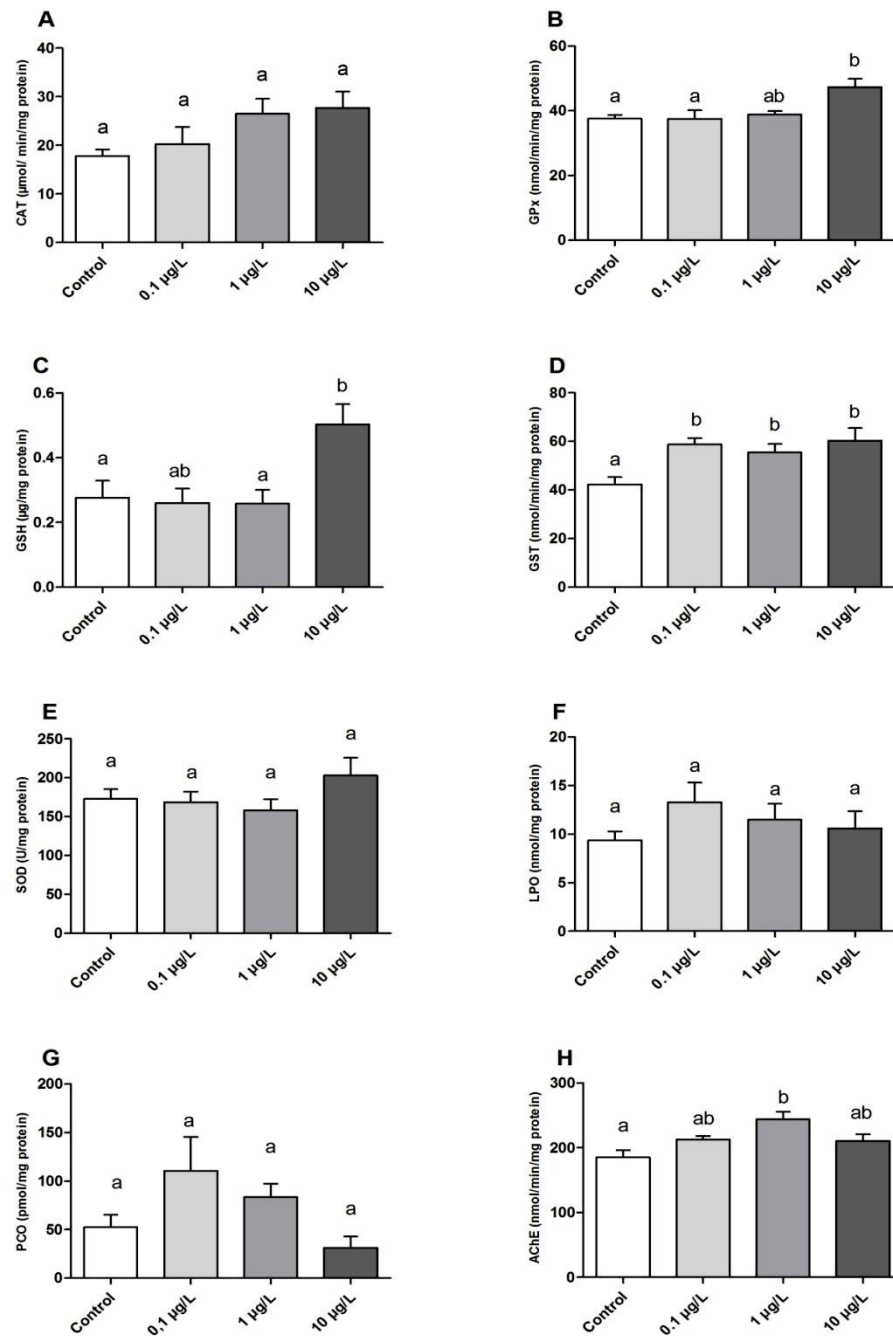 A
CAT (µmol/ min/mg protein)
40
30
20
10
0
a
a
a
a
Control
0.1 µg/L
1 µg/L
10 µg/L
B
GPx (nmol/min/mg protein)
60
40
20
0
a
a
ab
b
Control
0.1 µg/L
1 µg/L
10 µg/L
C
GSH (µg/mg protein)
0.6
0.4
0.2
0.0
a
ab
a
b
Control
0.1 µg/L
1 µg/L
10 µg/L
D
GST (nmol/min/mg protein)
80
60
40
20
0
a
b
b
b
Control
0.1 µg/L
1 µg/L
10 µg/L
E
SOD (U/mg protein)
250
200
150
100
50
0
a
a
a
a
Control
0.1 µg/L
1 µg/L
10 µg/L
F
LPO (nmol/mg protein)
20
15
10
5
0
a
a
a
a
Control
0.1 µg/L
1 µg/L
10 µg/L
G
PCO (pmol/mg protein)
200
150
100
50
0
a
a
a
a
Control
0,1 µg/L
1 µg/L
10 µg/L
H
AChE (nmol/min/mg protein)
300
200
100
0
a
ab
b
ab
Control
0.1 µg/L
1 µg/L
10 µg/L